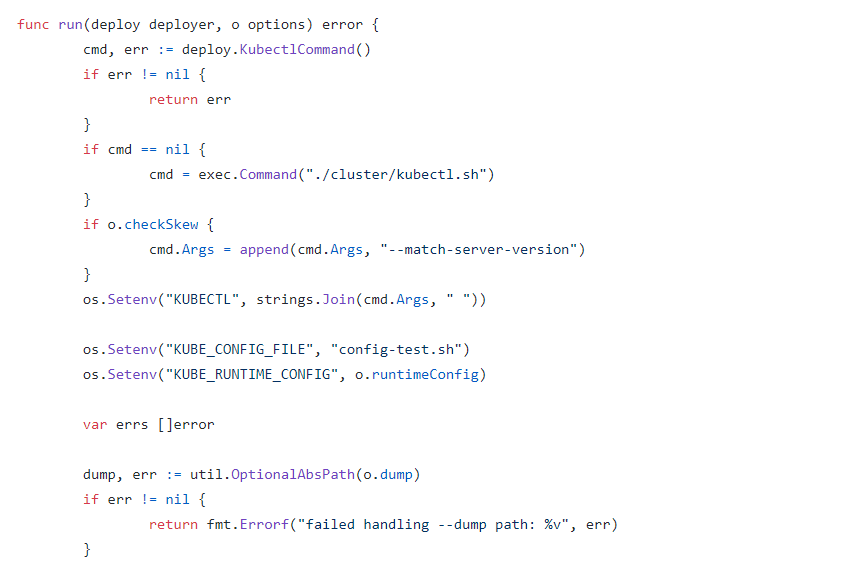 func run(deploy deployer, o options) error {
        cmd, err := deploy.KubectlCommand()
        if err != nil {
                return err
        }
        if cmd == nil {
                cmd = exec.Command("./cluster/kubectl.sh")
        }
        if o.checkSkew {
                cmd.Args = append(cmd.Args, "--match-server-version")
        }
        os.Setenv("KUBECTL", strings.Join(cmd.Args, " "))

        os.Setenv("KUBE_CONFIG_FILE", "config-test.sh")
        os.Setenv("KUBE_RUNTIME_CONFIG", o.runtimeConfig)

        var errs []error

        dump, err := util.OptionalAbsPath(o.dump)
        if err != nil {
                return fmt.Errorf("failed handling --dump path: %v", err)
        }